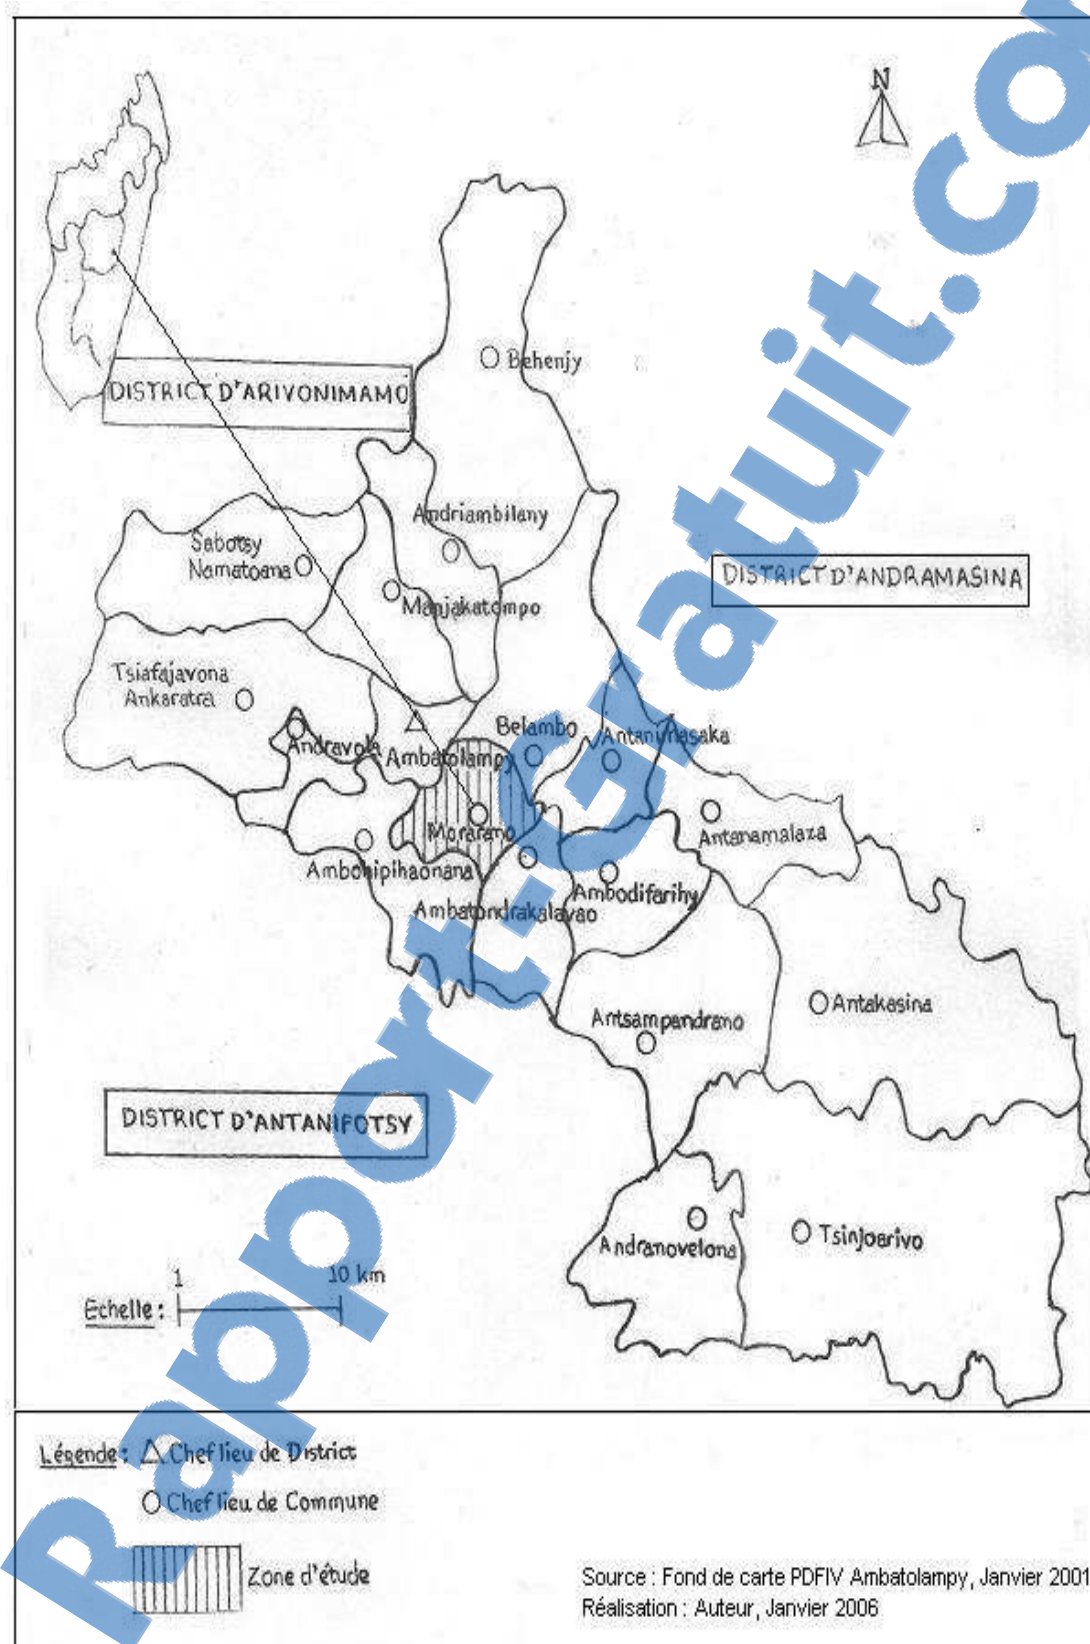 N
Behenjy
DISTRICT D'ARIVONIMAMO
Andriambilany
Sabotsy
Namatoana
DISTRICT D'ANDRAMASINA
Manjakatompo
Tsiafajavona
Ankaratra
Belambo
Antanimasaka
Andravola
Ambatolampy
Morarano
Antanamalaza
Ambohipihaonana
Ambodifarihy
Ambatondrakalavao
Antakasina
Antsampandrano
DISTRICT D'ANTANIFOTSY
Andranovelona
Tsinjoarivo
1 10 km
Echelle :
Légende : Chef lieu de District
Chef lieu de Commune
Zone d'étude
Source : Fond de carte PDFIV Ambatolampy, Janvier 2001
Réalisation : Auteur, Janvier 2006
Rapport-Gratuit.com